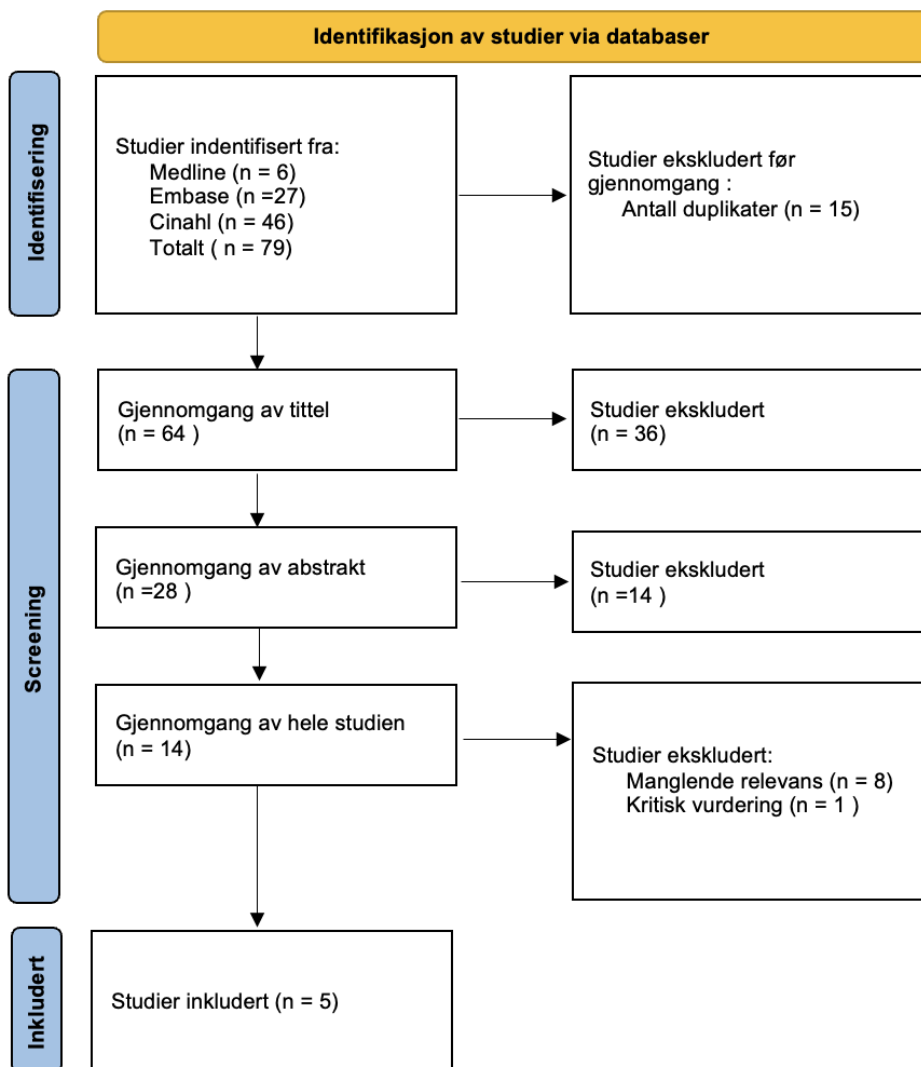 Identifikasjon av studier via databaser
Identifisering
Studier indentifisert fra:
Medline (n = 6)
Embase (n =27)
Cinahl (n = 46)
Totalt ( n = 79)
Studier ekskludert før
gjennomgang :
Antall duplikater (n = 15)
Screening
Gjennomgang av tittel
(n = 64 )
Studier ekskludert
(n = 36)
Gjennomgang av abstrakt
(n =28 )
Studier ekskludert
(n =14 )
Gjennomgang av hele studien
(n = 14)
Studier ekskludert:
Manglende relevans (n = 8)
Kritisk vurdering (n = 1 )
Inkludert
Studier inkludert (n = 5)